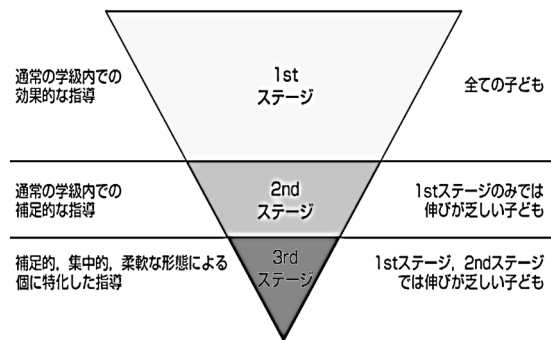 通常の学級内での
効果的な指導
1st
ステージ
全ての子ども
通常の学級内での
補足的な指導
2nd
ステージ
1stステージのみでは
伸びが乏しい子ども
補足的，集中的，柔軟な形態による
個に特化した指導
3rd
ステージ
1stステージ，2ndステージ
では伸びが乏しい子ども